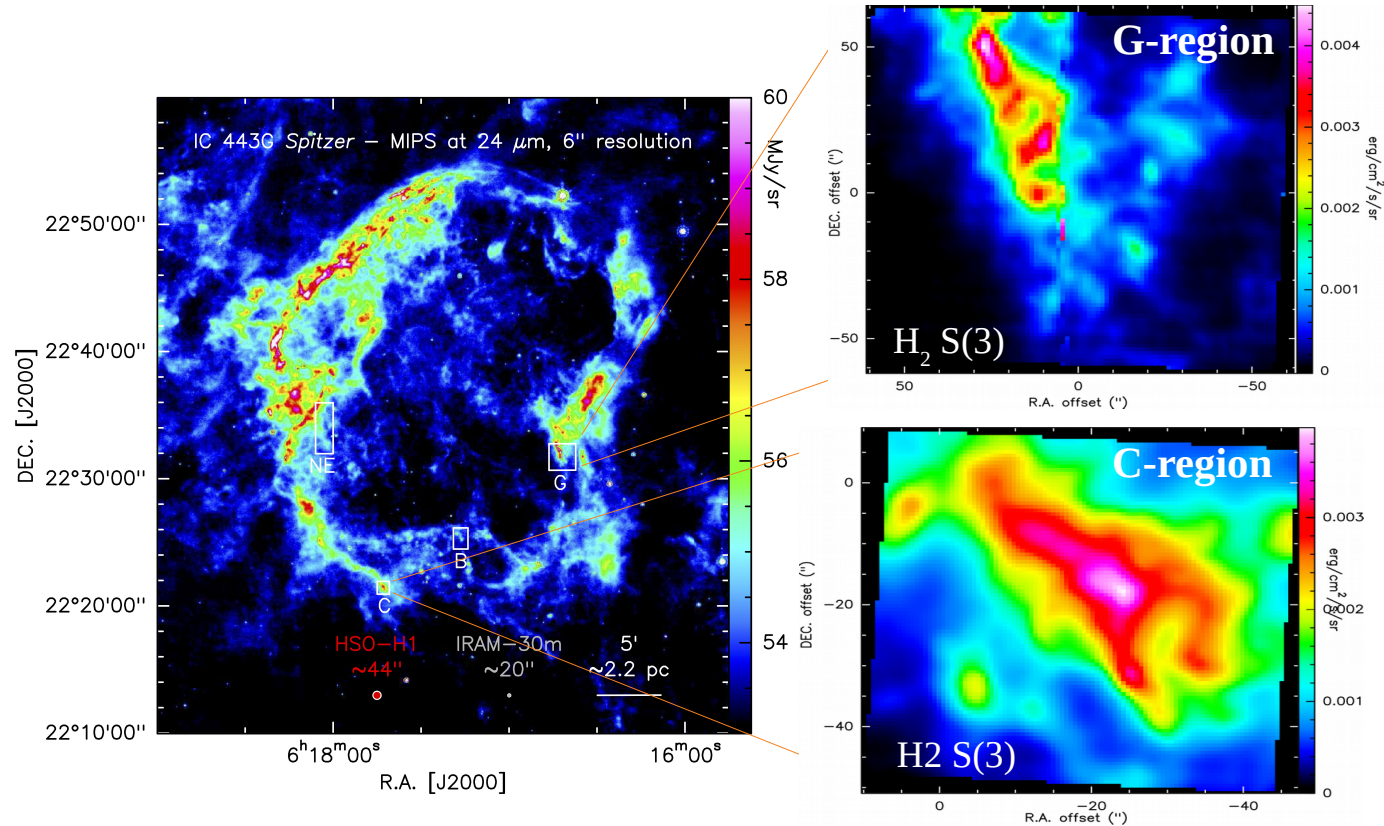 IC 443G Spitzer – MIPS at 24 μm, 6'' resolution
60
58
56
54
MJy/sr
22°50'00''
22°40'00''
22°30'00''
22°20'00''
22°10'00''
DEC. [J2000]
NE
G
B
C
HSO–H1
~44''
IRAM–30m
~20''
5'
~2.2 pc
6ʰ18ᵐ00ˢ
16ᵐ00ˢ
R.A. [J2000]
G-region
H₂ S(3)
50
0
−50
DEC. offset ('')
50
0
−50
R.A. offset ('')
0.004
0.003
0.002
0.001
0
erg/cm²/s/sr
C-region
H2 S(3)
0
−20
−40
DEC. offset ('')
0
−20
−40
R.A. offset ('')
0.003
0.002
0.001
0
erg/cm²/s/sr